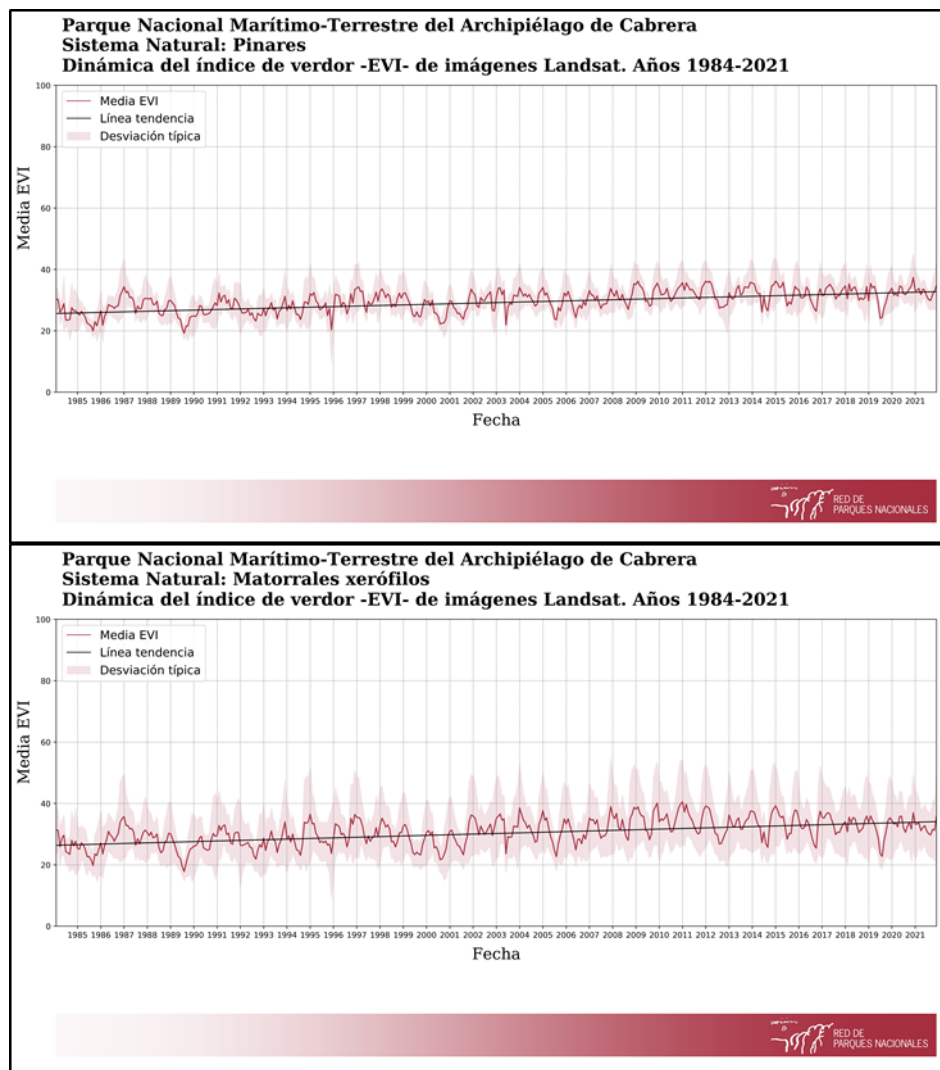 Parque Nacional Marítimo-Terrestre del Archipiélago de Cabrera
Sistema Natural: Pinares
Dinámica del índice de verdor -EVI- de imágenes Landsat. Años 1984-2021
100
80
60
40
20
0
Media EVI
Media EVI
Línea tendencia
Desviación típica
1985 1986 1987 1988 1989 1990 1991 1992 1993 1994 1995 1996 1997 1998 1999 2000 2001 2002 2003 2004 2005 2006 2007 2008 2009 2010 2011 2012 2013 2014 2015 2016 2017 2018 2019 2020 2021
Fecha
RED DE
PARQUES NACIONALES
Parque Nacional Marítimo-Terrestre del Archipiélago de Cabrera
Sistema Natural: Matorrales xerófilos
Dinámica del índice de verdor -EVI- de imágenes Landsat. Años 1984-2021
100
80
60
40
20
0
Media EVI
Media EVI
Línea tendencia
Desviación típica
1985 1986 1987 1988 1989 1990 1991 1992 1993 1994 1995 1996 1997 1998 1999 2000 2001 2002 2003 2004 2005 2006 2007 2008 2009 2010 2011 2012 2013 2014 2015 2016 2017 2018 2019 2020 2021
Fecha
RED DE
PARQUES NACIONALES